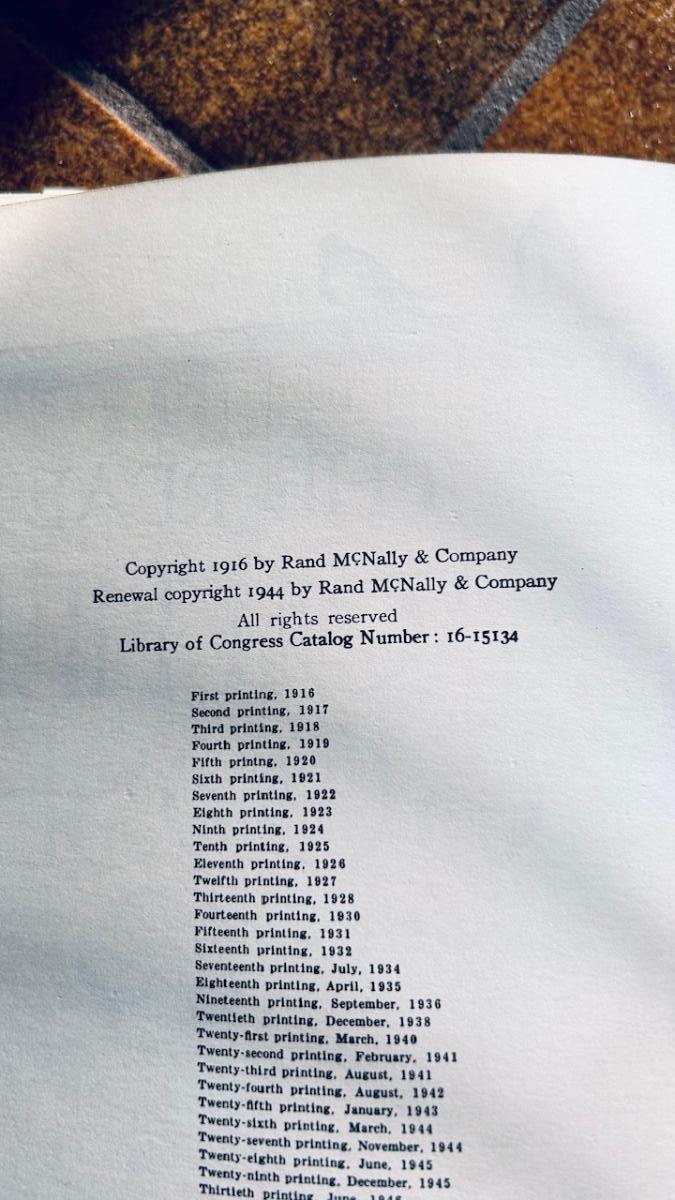 Copyright 1916 by Rand McNally & Company
Renewal copyright 1944 by Rand McNally & Company
All rights reserved
Library of Congress Catalog Number: 16-15134
First printing, 1916
Second printing, 1917
Third printing, 1918
Fourth printing, 1919
Fifth printng, 1920
Sixth printing, 1921
Seventh printing, 1922
Eighth printing, 1923
Ninth printing, 1924
Tenth printing, 1925
Eleventh printing, 1926
Twelfth printing, 1927
Thirteenth printing, 1928
Fourteenth printing, 1930
Fifteenth printing, 1931
Sixteenth printing, 1932
Seventeenth printing, July, 1934
Eighteenth printing, April, 1935
Nineteenth printing, September, 1936
Twentieth printing, December, 1938
Twenty-first printing, March, 1940
Twenty-second printing, February, 1941
Twenty-third printing, August, 1941
Twenty-fourth printing, August, 1942
Twenty-fifth printing, January, 1943
Twenty-sixth printing, March, 1944
Twenty-seventh printing, November, 1944
Twenty-eighth printing, June, 1945
Twenty-ninth printing, December, 1945
Thirtieth printing, June, 1946